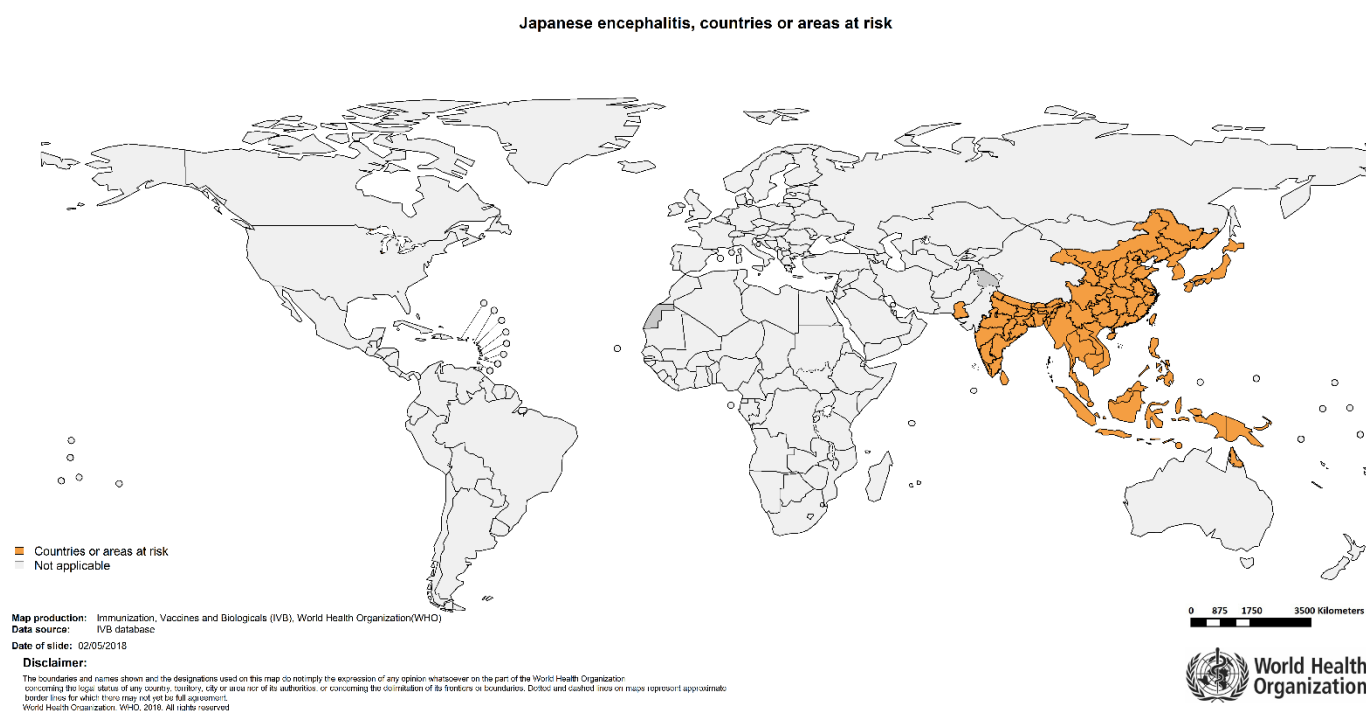 Japanese encephalitis, countries or areas at risk
Countries or areas at risk
Not applicable
Map production: Immunization, Vaccines and Biologicals (IVB), World Health Organization(WHO)
Data source: IVB database
Date of slide: 02/05/2018
Disclaimer:
The boundaries and names shown and the designations used on this map do not imply the expression of any opinion whatsoever on the part of the World Health Organization
concerning the legal status of any country, territory, city or area nor of its authorities, or concerning the delimitation of its frontiers or boundaries. Dotted and dashed lines on maps represent approximate
border lines for which there may not yet be full agreement.
World Health Organization, WHO, 2018. All rights reserved
0 875 1750 3500 Kilometers
World Health
Organization